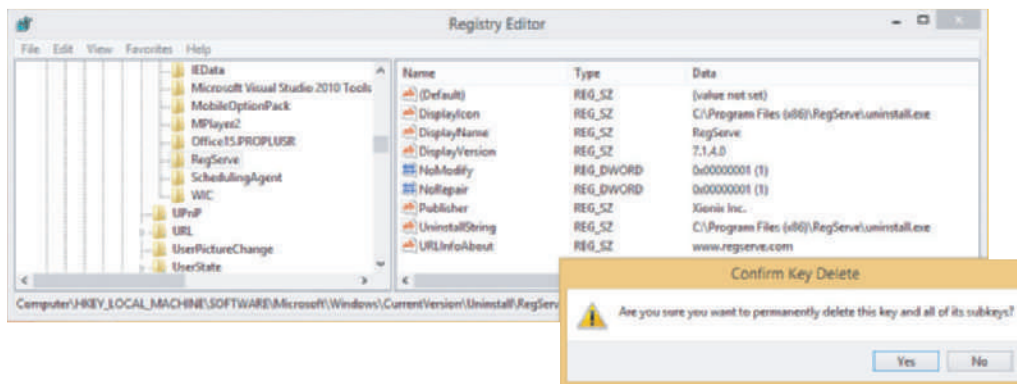 Registry Editor
File Edit View Favorites Help
IEData
Microsoft Visual Studio 2010 Tools
MobileOptionPack
MPlayer2
Office15.PROPLUSR
RegServe
SchedulingAgent
WIC
UPnP
URL
UserPictureChange
UserState
Name Type Data
(Default) REG_SZ (value not set)
DisplayIcon REG_SZ C:\Program Files (x86)\RegServe\uninstall.exe
DisplayName REG_SZ RegServe
DisplayVersion REG_SZ 7.1.4.0
NoModify REG_DWORD 0x00000001 (1)
NoRepair REG_DWORD 0x00000001 (1)
Publisher REG_SZ Xionix Inc.
UninstallString REG_SZ C:\Program Files (x86)\RegServe\uninstall.exe
URLInfoAbout REG_SZ www.regserve.com
Computer\HKEY_LOCAL_MACHINE\SOFTWARE\Microsoft\Windows\CurrentVersion\Uninstall\RegServ
Confirm Key Delete
Are you sure you want to permanently delete this key and all of its subkeys?
Yes No